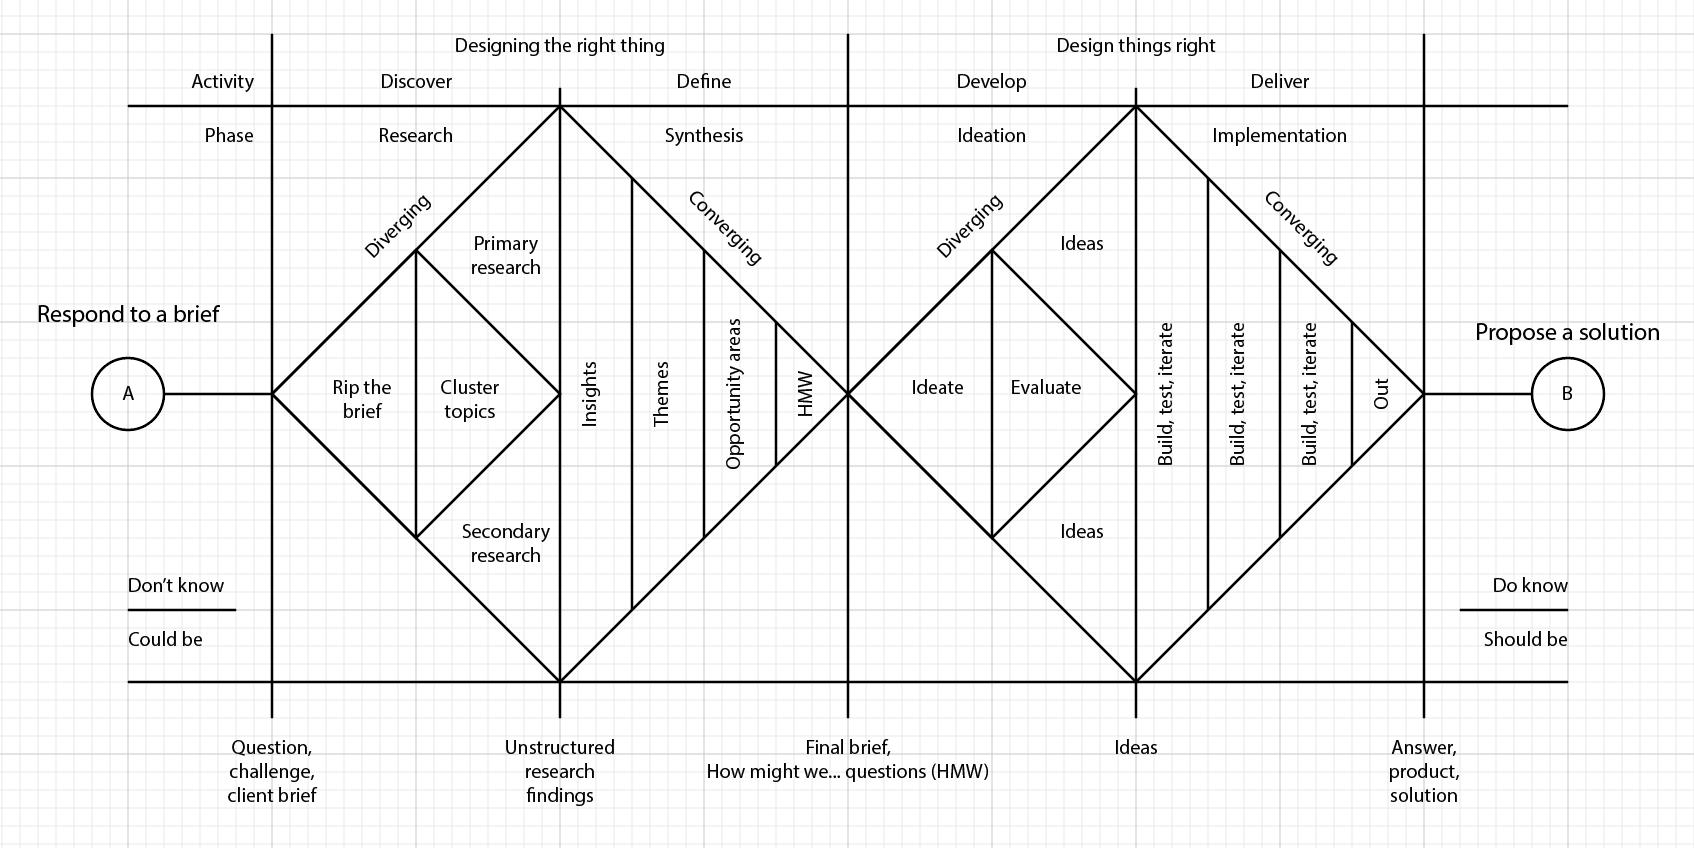 Designing the right thing
Design things right
Activity
Discover
Define
Develop
Deliver
Phase
Research
Synthesis
Ideation
Implementation
Diverging
Converging
Diverging
Converging
Primary
research
Ideas
Respond to a brief
Propose a solution
A
Rip the
brief
Cluster
topics
Insights
Themes
Opportunity areas
HMW
Ideate
Evaluate
Build, test, iterate
Build, test, iterate
Build, test, iterate
Out
B
Secondary
research
Ideas
Don’t know
Could be
Do know
Should be
Question,
challenge,
client brief
Unstructured
research
findings
Final brief,
How might we... questions (HMW)
Ideas
Answer,
product,
solution